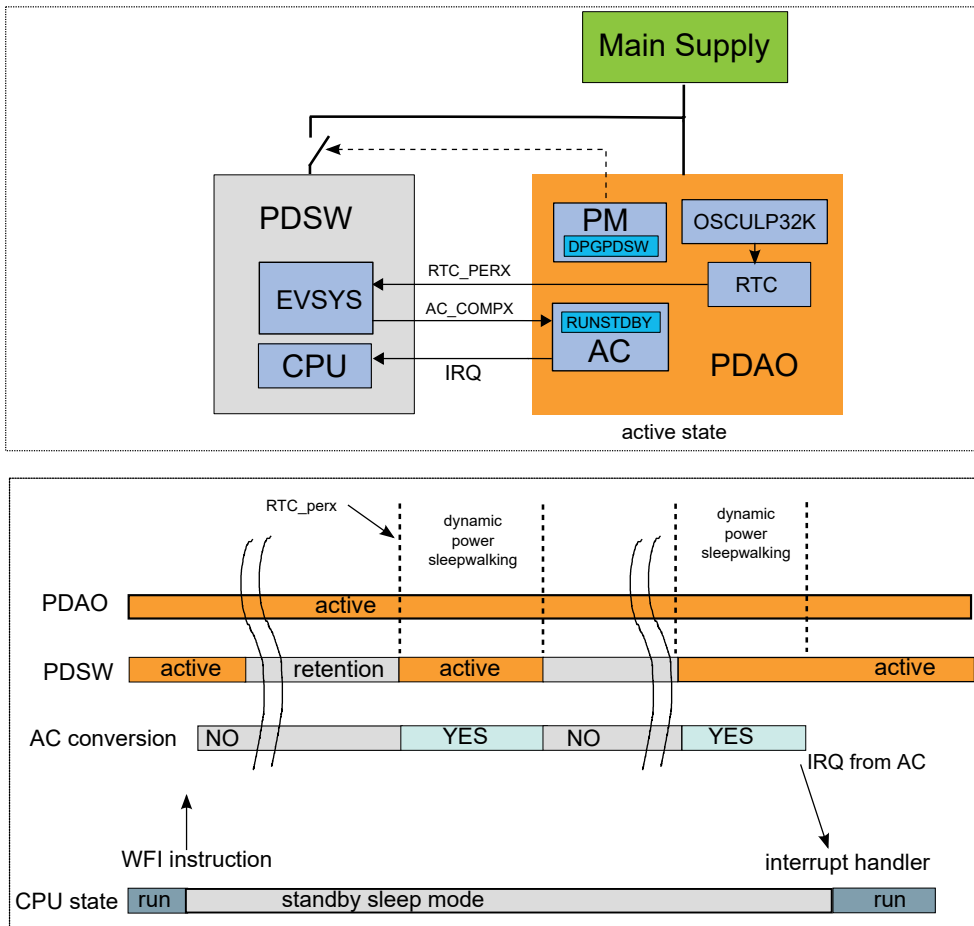 Main Supply
PDSW
PM
DPGPDSW
OSCULP32K
RTC_PERX
RTC
EVSYS
AC_COMPX
RUNSTDBY
AC
CPU
IRQ
PDAO
active state
RTC_perx
dynamic
power
sleepwalking
dynamic
power
sleepwalking
PDAO
active
PDSW
active
retention
active
active
AC conversion
NO
YES
NO
YES
IRQ from AC
WFI instruction
interrupt handler
CPU state
run
standby sleep mode
run